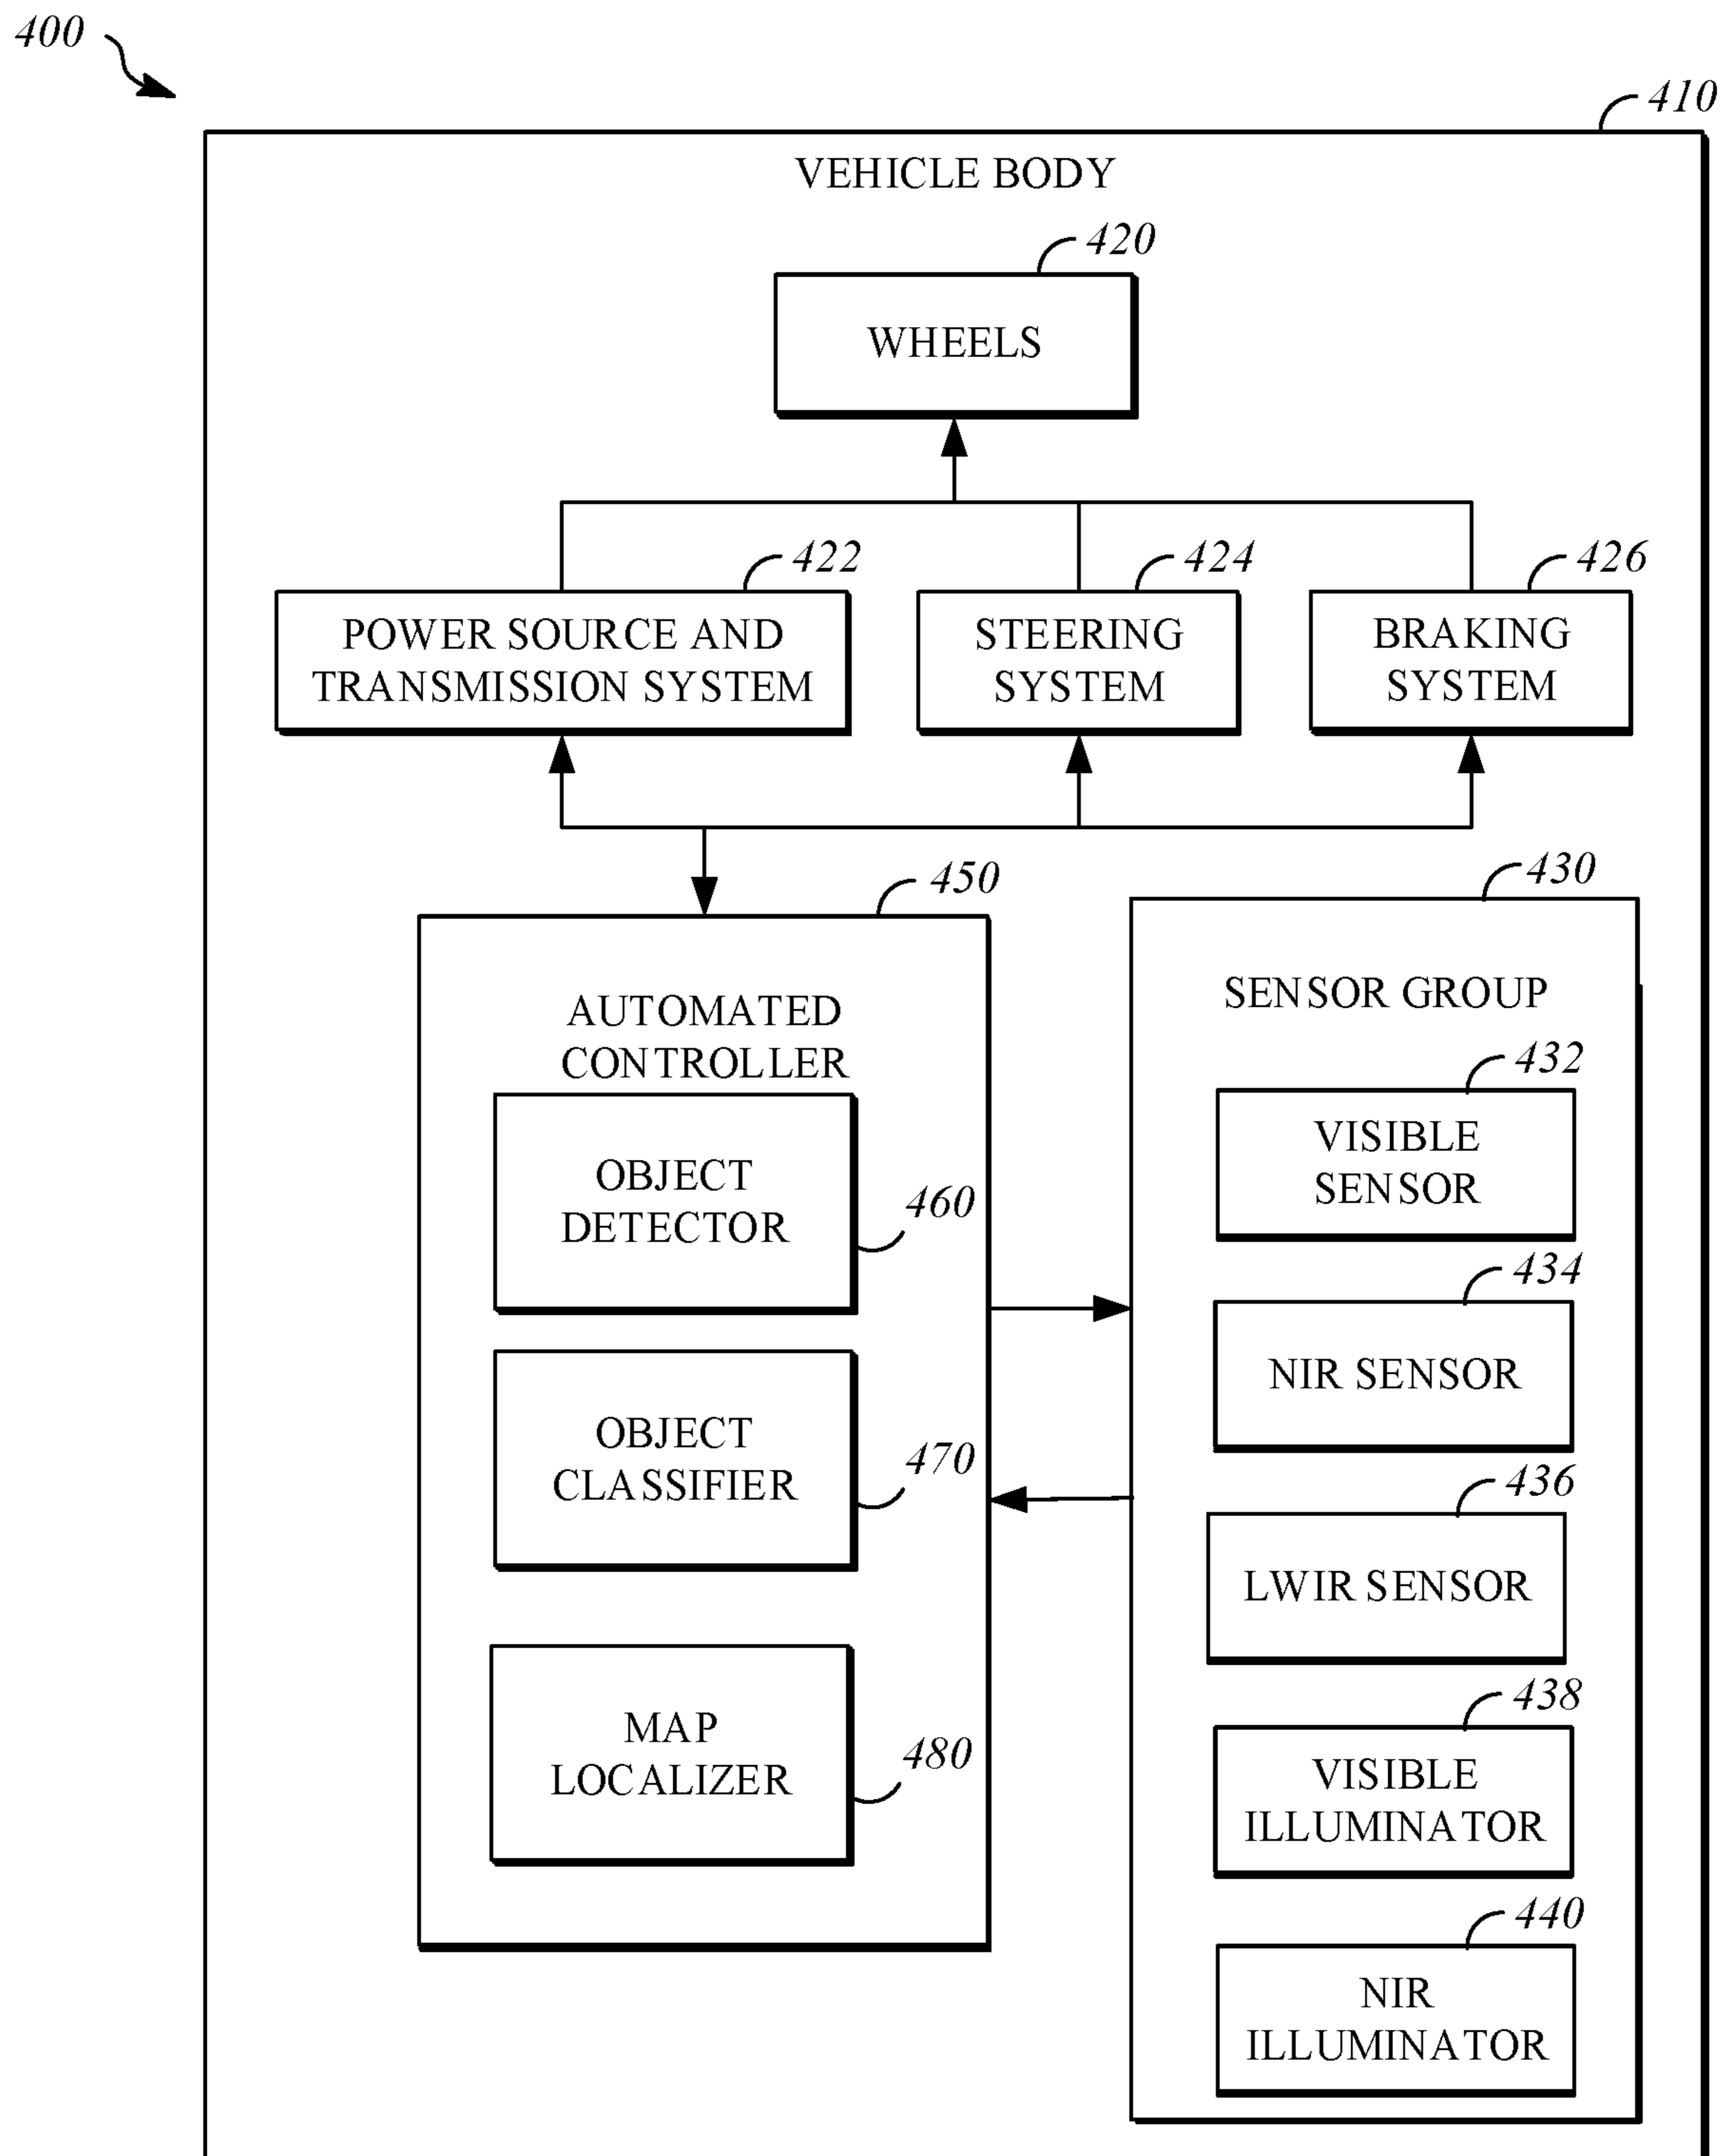 400
410
VEHICLE BODY
420
WHEELS
422
POWER SOURCE AND
TRANSMISSION SYSTEM
424
STEERING
SYSTEM
426
BRAKING
SYSTEM
450
AUTOMATED
CONTROLLER
OBJECT
DETECTOR
460
OBJECT
CLASSIFIER
470
MAP
LOCALIZER
480
430
SENSOR GROUP
432
VISIBLE
SENSOR
434
NIR SENSOR
436
LWIR SENSOR
438
VISIBLE
ILLUMINATOR
440
NIR
ILLUMINATOR